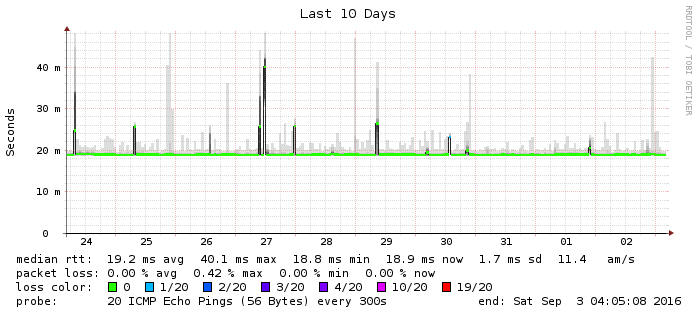 Last 10 Days
RRDTOOL / TOBI OETIKER
Seconds
40 m
30 m
20 m
10 m
0
24 25 26 27 28 29 30 31 01 02
median rtt: 19.2 ms avg 40.1 ms max 18.8 ms min 18.9 ms now 1.7 ms sd 11.4 am/s
packet loss: 0.00 % avg 0.42 % max 0.00 % min 0.00 % now
loss color: 0 1/20 2/20 3/20 4/20 10/20 19/20
probe: 20 ICMP Echo Pings (56 Bytes) every 300s end: Sat Sep 3 04:05:08 2016